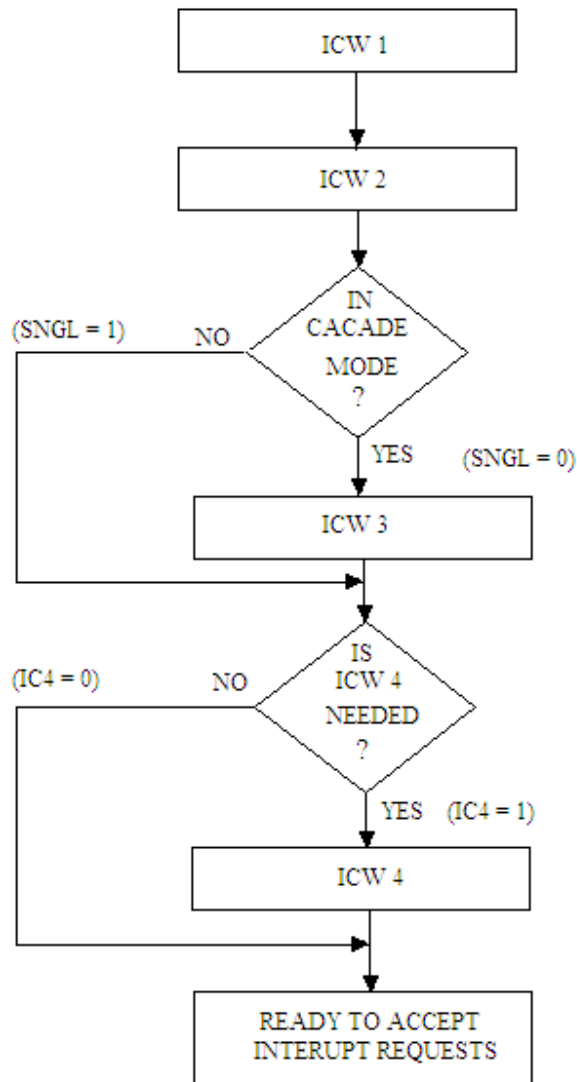 ICW 1
ICW 2
IN
CACADE
MODE
?
(SNGL = 1)
NO
YES
(SNGL = 0)
ICW 3
IS
ICW 4
NEEDED
?
(IC4 = 0)
NO
YES
(IC4 = 1)
ICW 4
READY TO ACCEPT
INTERUPT REQUESTS